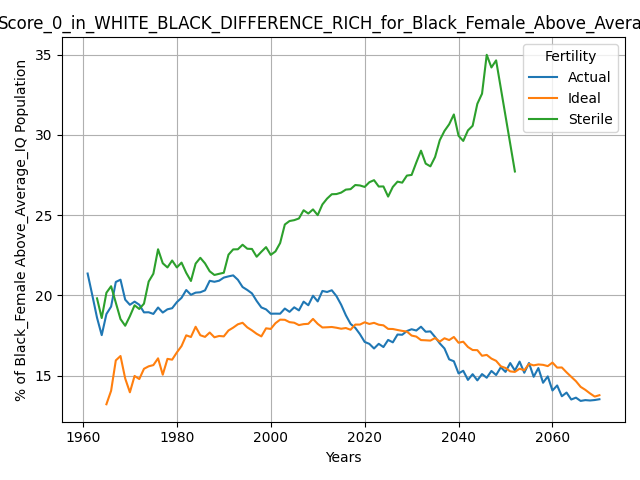 Score_0_in_WHITE_BLACK_DIFFERENCE_RICH_for_Black_Female_Above_Avera
% of Black_Female Above_Average_IQ Population
35
30
25
20
15
Fertility
Actual
Ideal
Sterile
1960 1980 2000 2020 2040 2060
Years